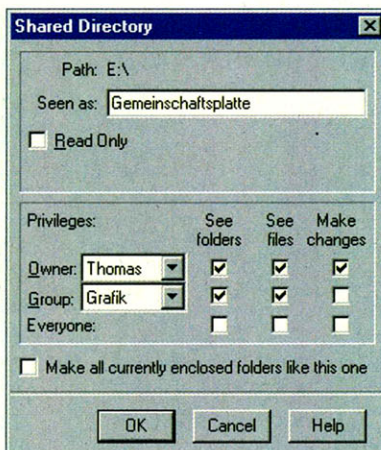 Shared Directory
Path: E:\
Seen as: Gemeinschaftsplatte
Read Only
Privileges: See folders See files Make changes
Owner: Thomas
Group: Grafik
Everyone:
Make all currently enclosed folders like this one
OK Cancel Help